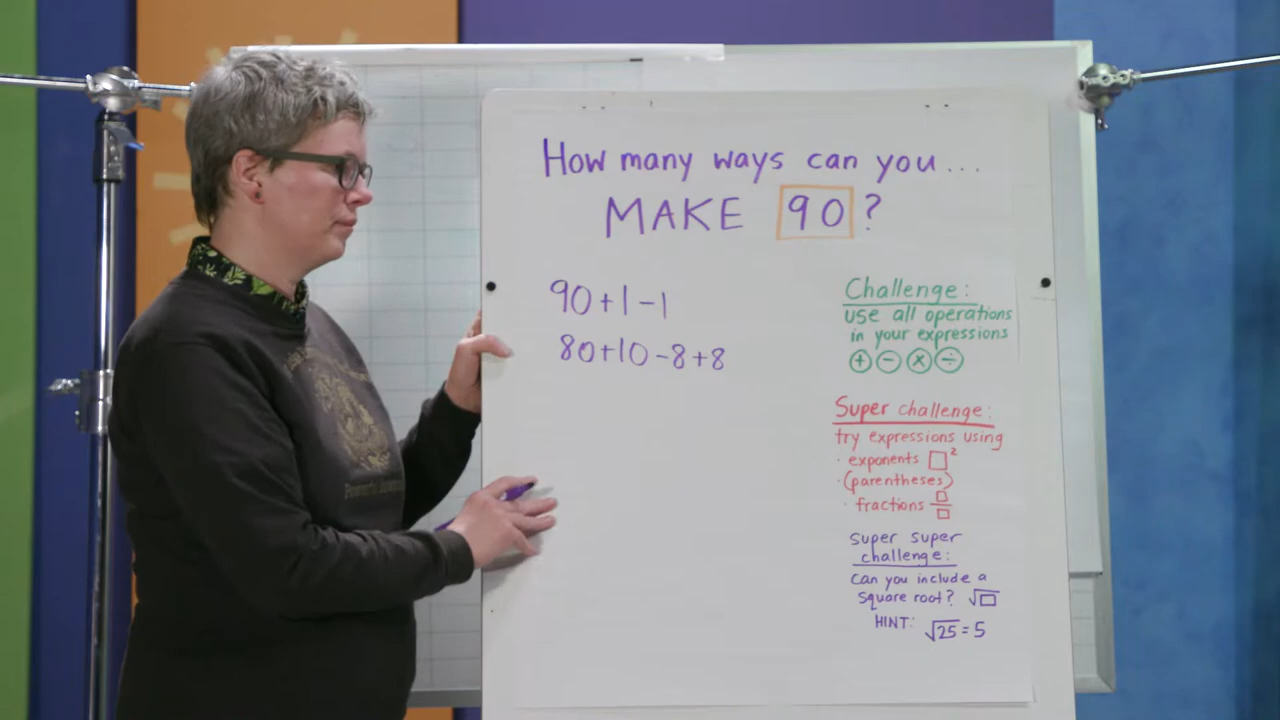 How many ways can you...
MAKE 90?
90+1-1
80+10-8+8
Challenge:
use all operations
in your expressions
+ - × ÷
Super challenge:
try expressions using
· exponents □²
· (parentheses)
· fractions □/□
Super super
challenge:
Can you include a
square root? √□
HINT: √25 = 5